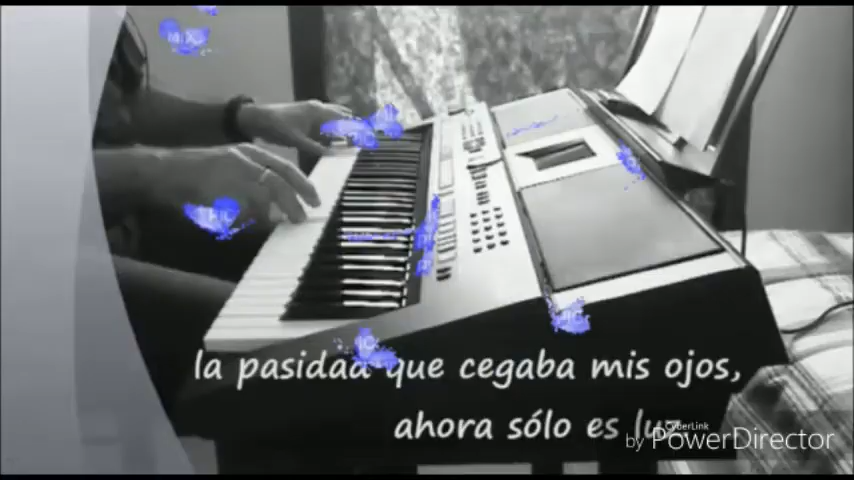 la pasidad que cegaba mis ojos,
ahora sólo es luz
CyberLink
by PowerDirector